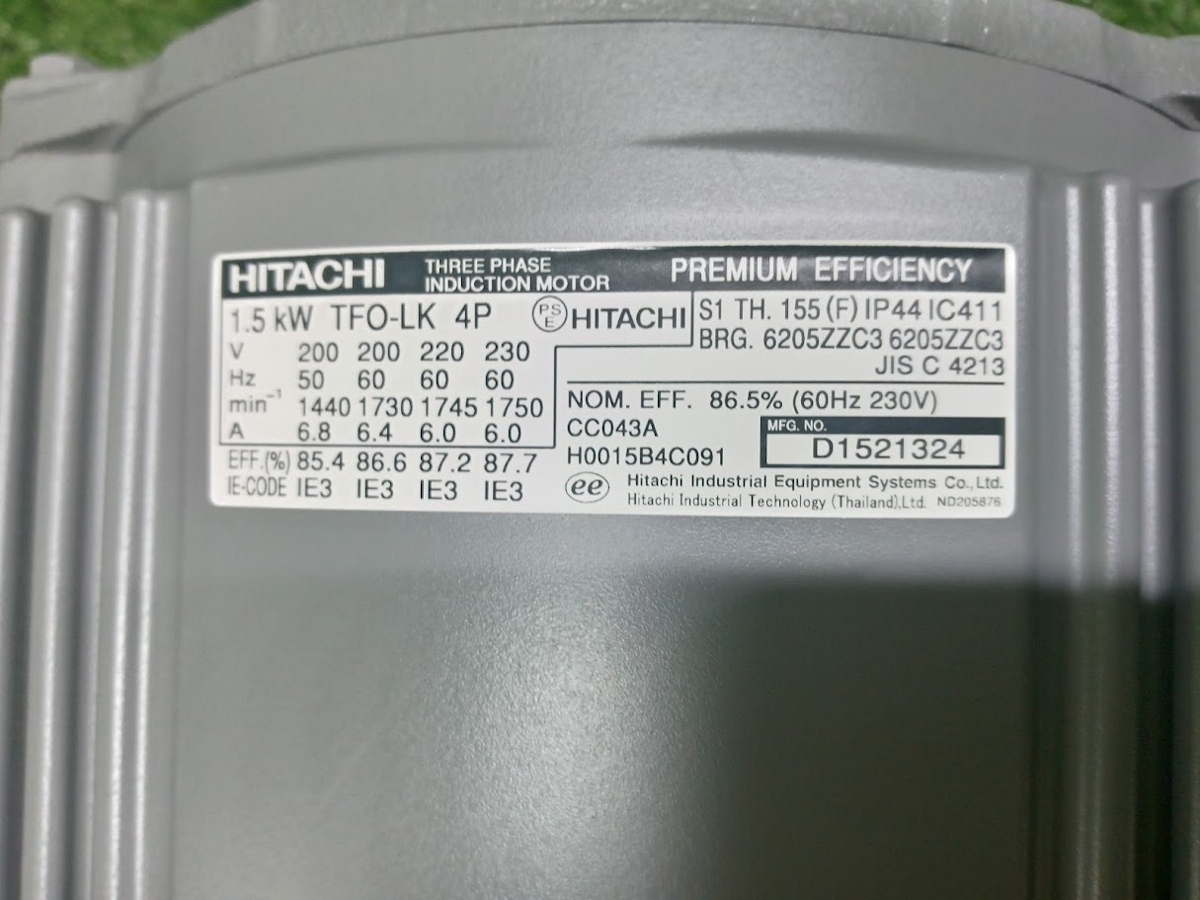 HITACHI THREE PHASE INDUCTION MOTOR PREMIUM EFFICIENCY
1.5 kW TFO-LK 4P PSE HITACHI S1 TH. 155 (F) IP44 IC411
BRG. 6205ZZC3 6205ZZC3
JIS C 4213
V 200 200 220 230
Hz 50 60 60 60
min⁻¹ 1440 1730 1745 1750
A 6.8 6.4 6.0 6.0
EFF.(%) 85.4 86.6 87.2 87.7
IE-CODE IE3 IE3 IE3 IE3
NOM. EFF. 86.5% (60Hz 230V)
CC043A
H0015B4C091
MFG. NO.
D1521324
ee Hitachi Industrial Equipment Systems Co.,Ltd.
Hitachi Industrial Technology (Thailand),Ltd. ND205876